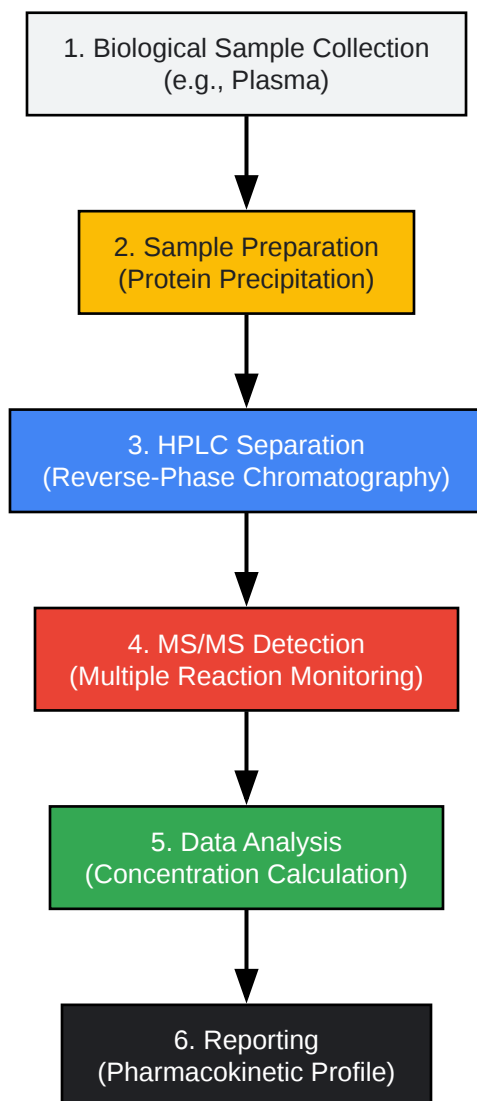 1. Biological Sample Collection
(e.g., Plasma)
2. Sample Preparation
(Protein Precipitation)
3. HPLC Separation
(Reverse-Phase Chromatography)
4. MS/MS Detection
(Multiple Reaction Monitoring)
5. Data Analysis
(Concentration Calculation)
6. Reporting
(Pharmacokinetic Profile)